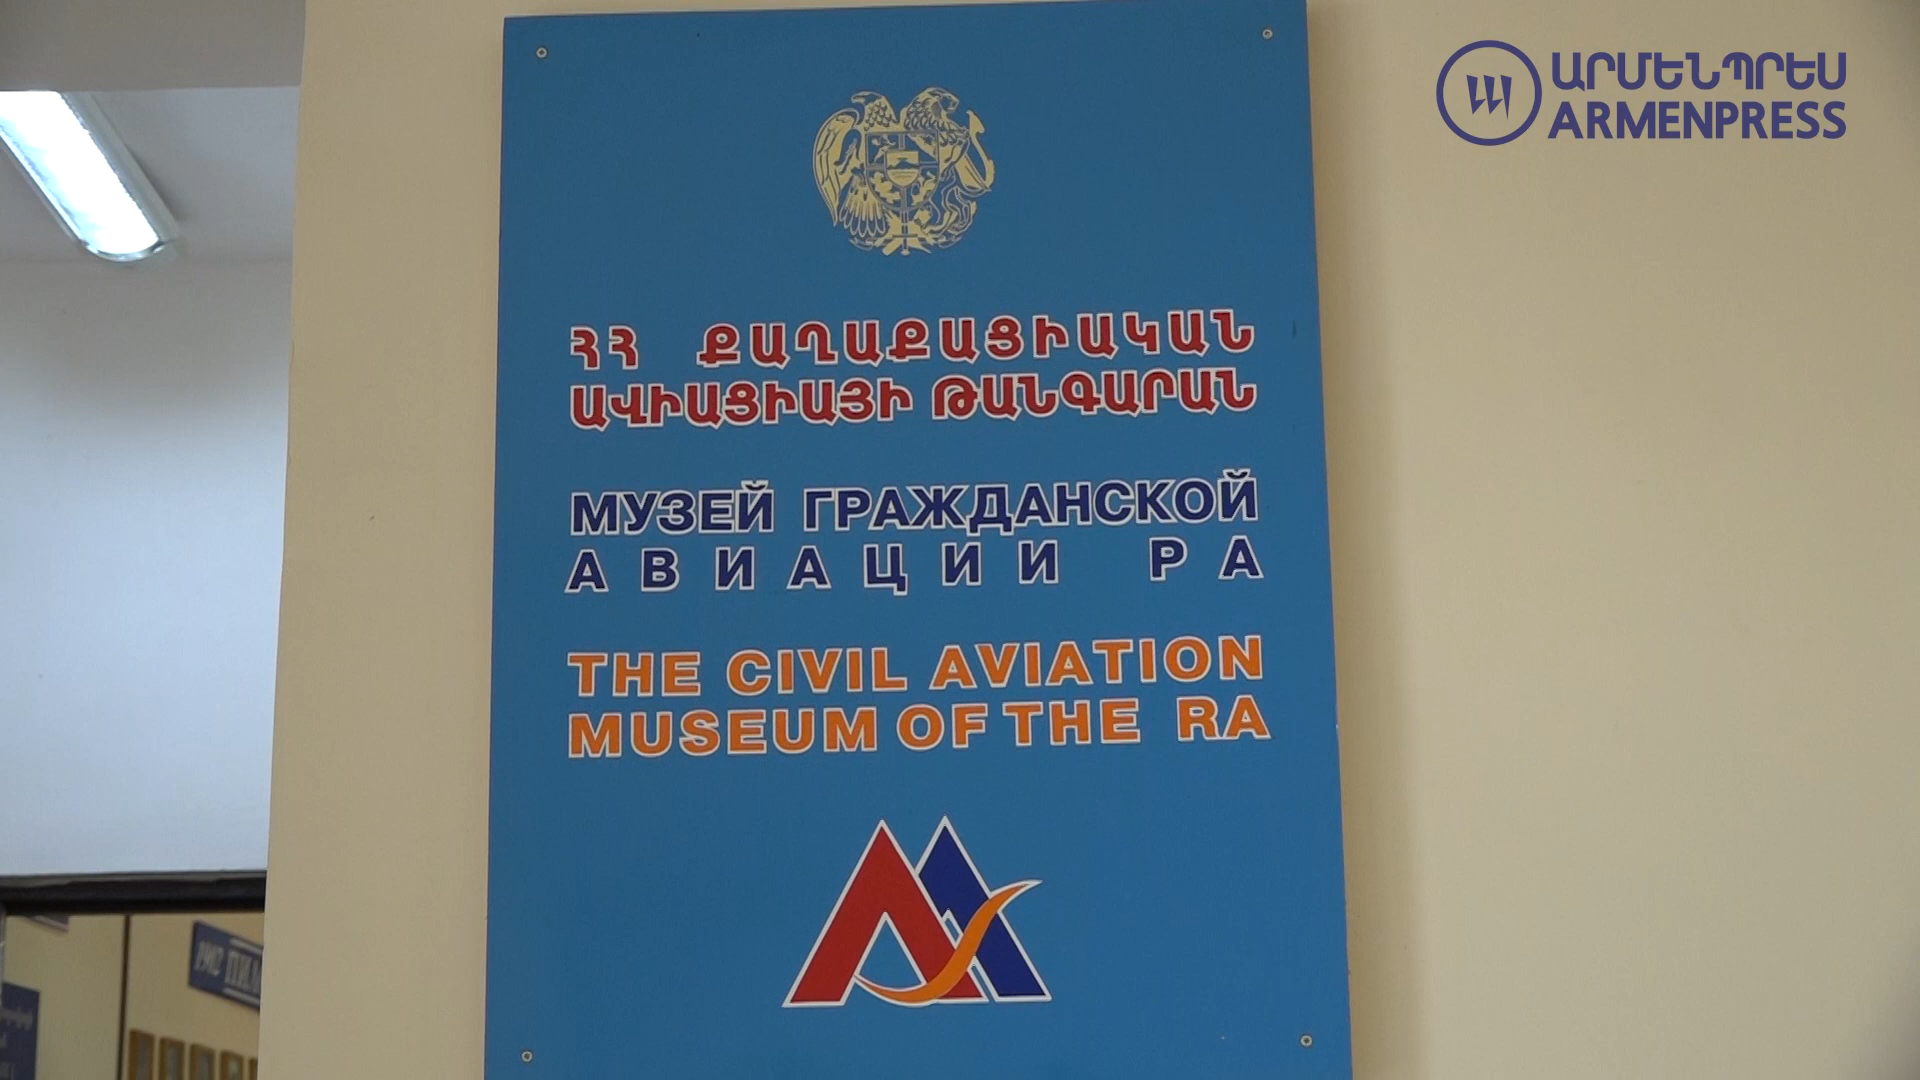 ԱՐՄԵՆՊՐԵՍ
ARMENPRESS
ՀՀ ՔԱՂԱՔԱՑԻԱԿԱՆ
ԱՎԻԱՑԻԱՅԻ ԹԱՆԳԱՐԱՆ
МУЗЕЙ ГРАЖДАНСКОЙ
АВИАЦИИ РА
THE CIVIL AVIATION
MUSEUM OF THE RA